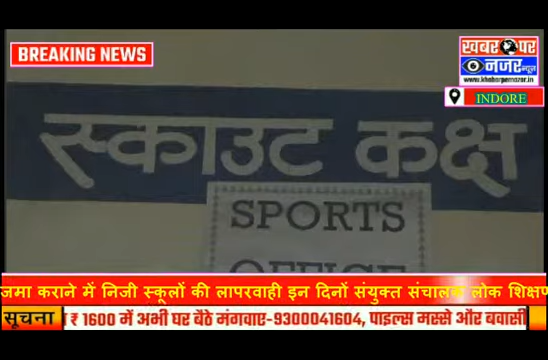 BREAKING NEWS
खबर पर
नजर न्यूज़
www.khabarpernazar.in
INDORE
स्काउट कक्ष
SPORTS
OFFICE
जमा कराने में निजी स्कूलों की लापरवाही इन दिनों संयुक्त संचालक लोक शिक्षण
सूचना ₹ 1600 में अभी घर बैठे मंगवाए-9300041604, पाइल्स मस्से और बवासी